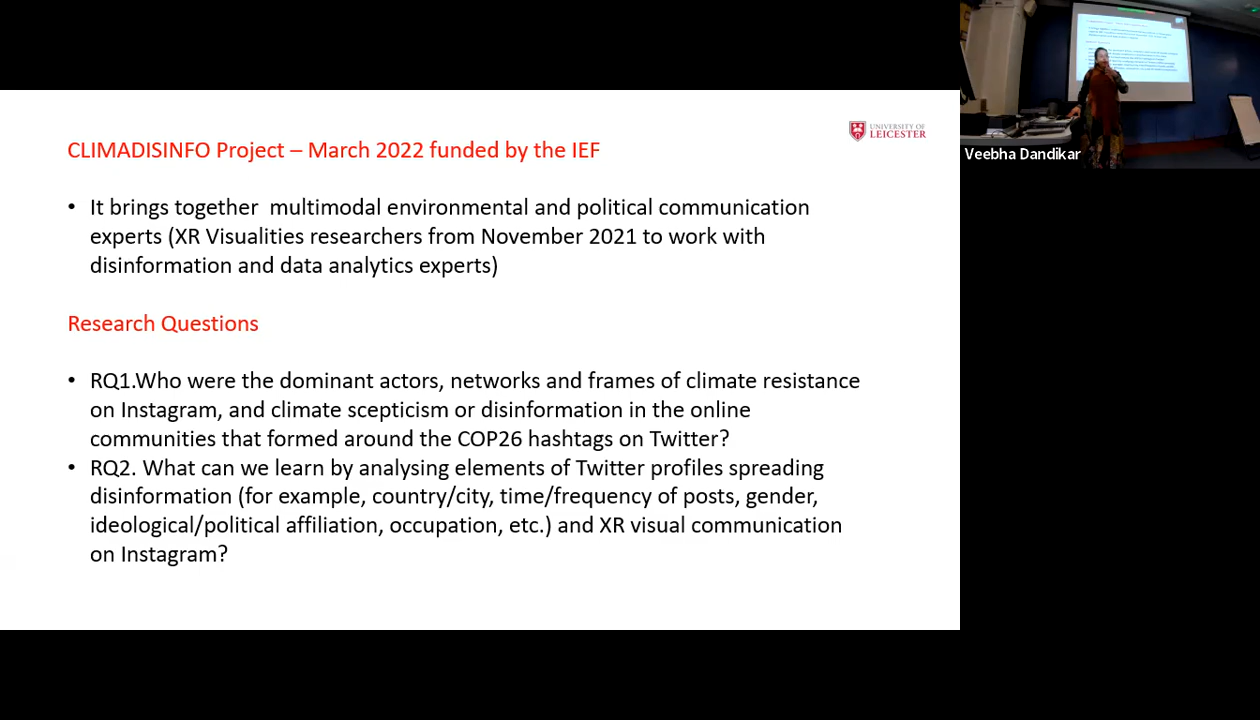 UNIVERSITY OF
LEICESTER
CLIMADISINFO Project – March 2022 funded by the IEF
• It brings together  multimodal environmental and political communication
experts (XR Visualities researchers from November 2021 to work with
disinformation and data analytics experts)
Research Questions
• RQ1.Who were the dominant actors, networks and frames of climate resistance
on Instagram, and climate scepticism or disinformation in the online
communities that formed around the COP26 hashtags on Twitter?
• RQ2. What can we learn by analysing elements of Twitter profiles spreading
disinformation (for example, country/city, time/frequency of posts, gender,
ideological/political affiliation, occupation, etc.) and XR visual communication
on Instagram?
Veebha Dandikar